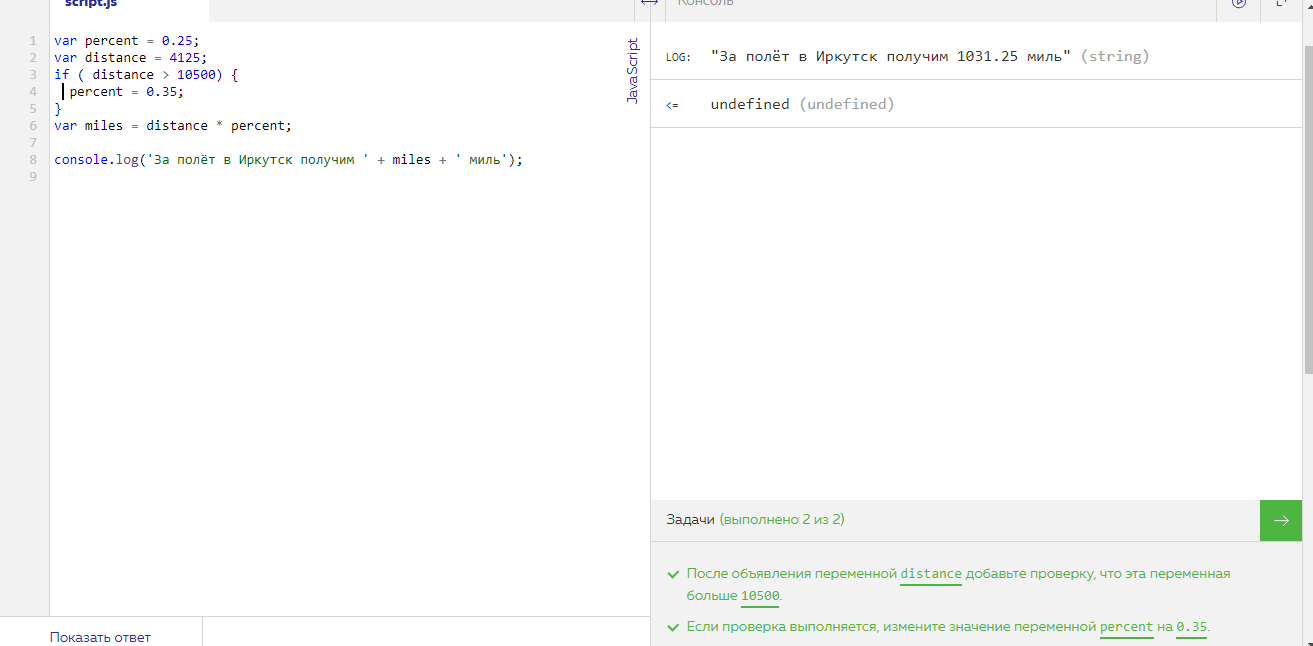 script.js
1 var percent = 0.25;
2 var distance = 4125;
3 if ( distance > 10500) {
4 percent = 0.35;
5 }
6 var miles = distance * percent;
7
8 console.log('За полёт в Иркутск получим ' + miles + ' миль');
9
JavaScript
Показать ответ
Консоль
LOG: "За полёт в Иркутск получим 1031.25 миль" (string)
<= undefined (undefined)
Задачи (выполнено 2 из 2)
После объявления переменной distance добавьте проверку, что эта переменная
больше 10500.
Если проверка выполняется, измените значение переменной percent на 0.35.